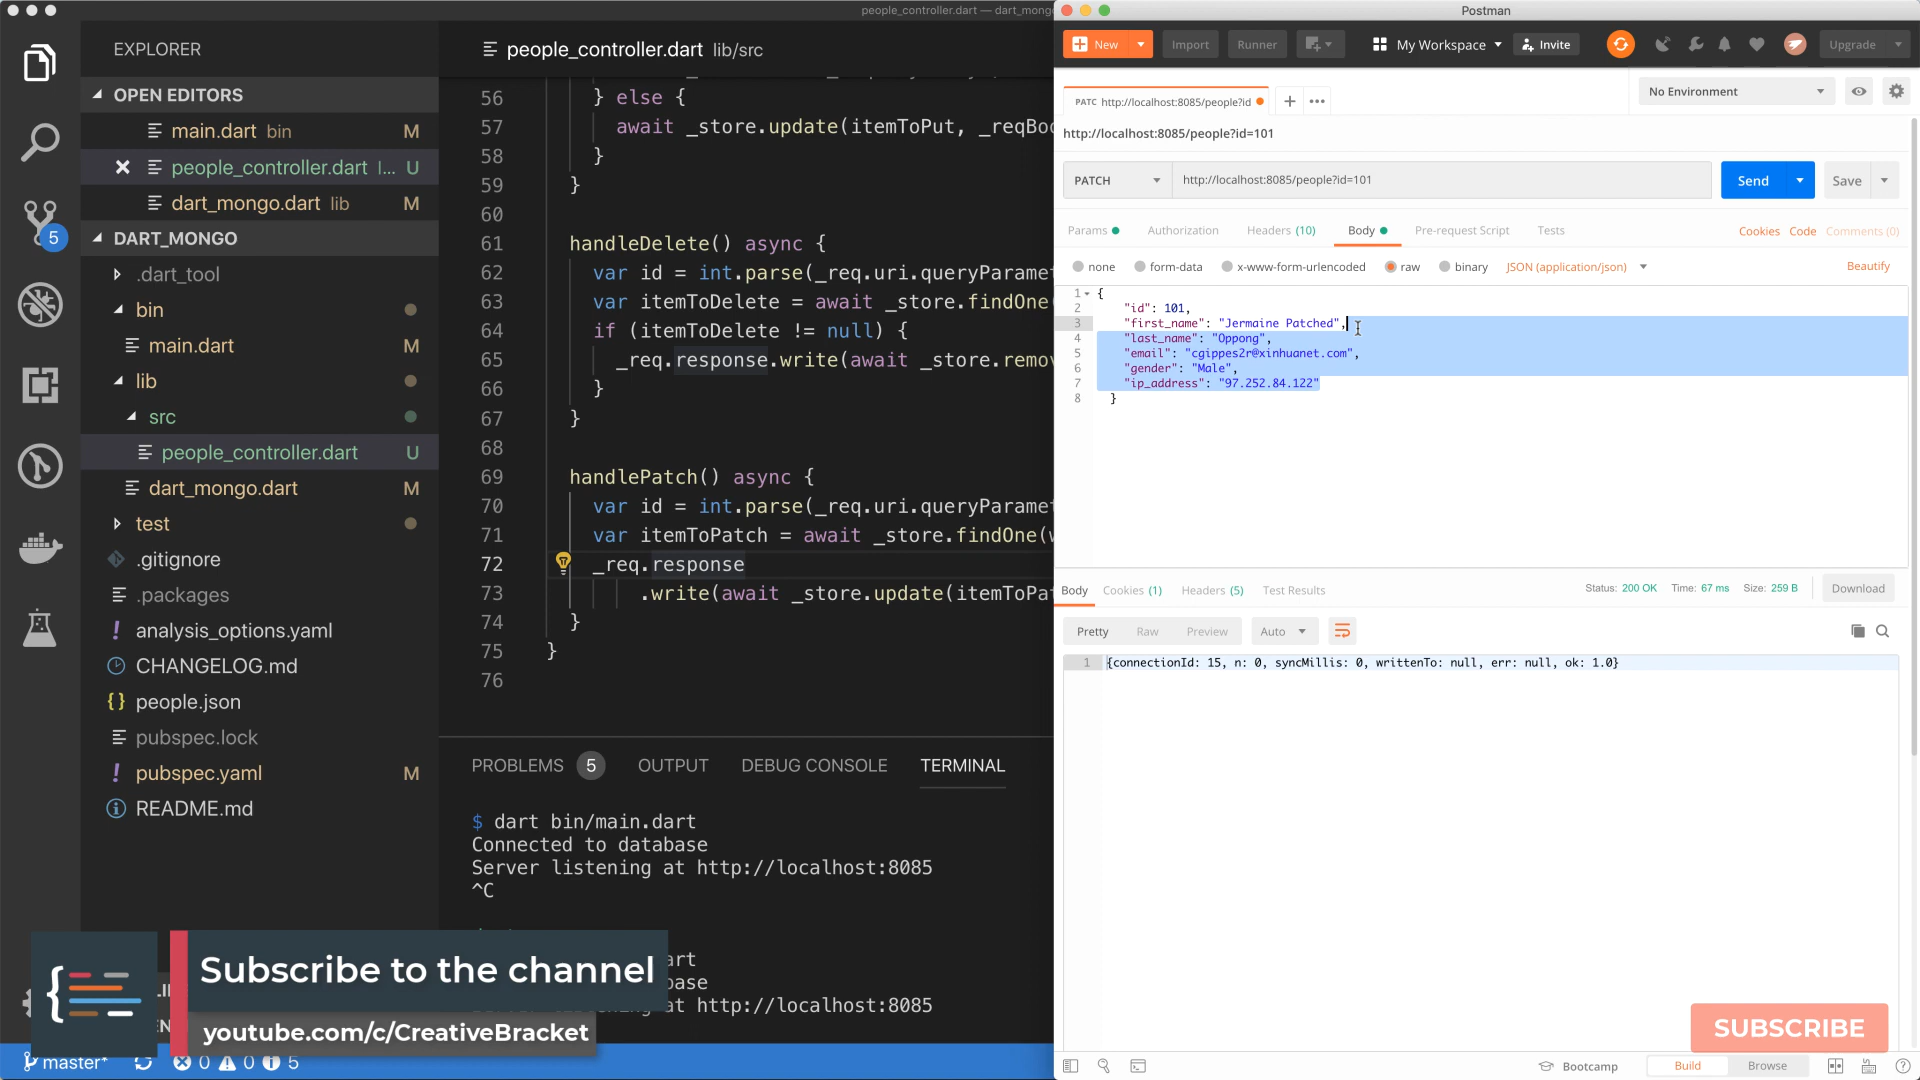 people_controller.dart — dart_mong
EXPLORER
OPEN EDITORS
main.dart bin M
people_controller.dart l... U
dart_mongo.dart lib M
DART_MONGO
.dart_tool
bin
main.dart M
lib
src
people_controller.dart U
dart_mongo.dart M
test
.gitignore
.packages
analysis_options.yaml
CHANGELOG.md
people.json
pubspec.lock
pubspec.yaml M
README.md
5
people_controller.dart lib/src
56 } else {
57 await _store.update(itemToPut, _reqBo
58 }
59 }
60
61 handleDelete() async {
62 var id = int.parse(_req.uri.queryParamet
63 var itemToDelete = await _store.findOne(
64 if (itemToDelete != null) {
65 _req.response.write(await _store.remov
66 }
67 }
68
69 handlePatch() async {
70 var id = int.parse(_req.uri.queryParamet
71 var itemToPatch = await _store.findOne(w
72 _req.response
73 .write(await _store.update(itemToPa
74 }
75 }
76
PROBLEMS 5 OUTPUT DEBUG CONSOLE TERMINAL
$ dart bin/main.dart
Connected to database
Server listening at http://localhost:8085
^C
art
base
at http://localhost:8085
Subscribe to the channel
youtube.com/c/CreativeBracket
master* 0 0 5
Postman
New Import Runner My Workspace Invite Upgrade
PATC http://localhost:8085/people?id
No Environment
http://localhost:8085/people?id=101
PATCH http://localhost:8085/people?id=101 Send Save
Params Authorization Headers (10) Body Pre-request Script Tests Cookies Code Comments (0)
none form-data x-www-form-urlencoded raw binary JSON (application/json) Beautify
1 {
2 "id": 101,
3 "first_name": "Jermaine Patched",
4 "last_name": "Oppong",
5 "email": "cgippes2r@xinhuanet.com",
6 "gender": "Male",
7 "ip_address": "97.252.84.122"
8 }
Body Cookies (1) Headers (5) Test Results Status: 200 OK Time: 67 ms Size: 259 B Download
Pretty Raw Preview Auto
1 {connectionId: 15, n: 0, syncMillis: 0, writtenTo: null, err: null, ok: 1.0}
SUBSCRIBE
Bootcamp Build Browse